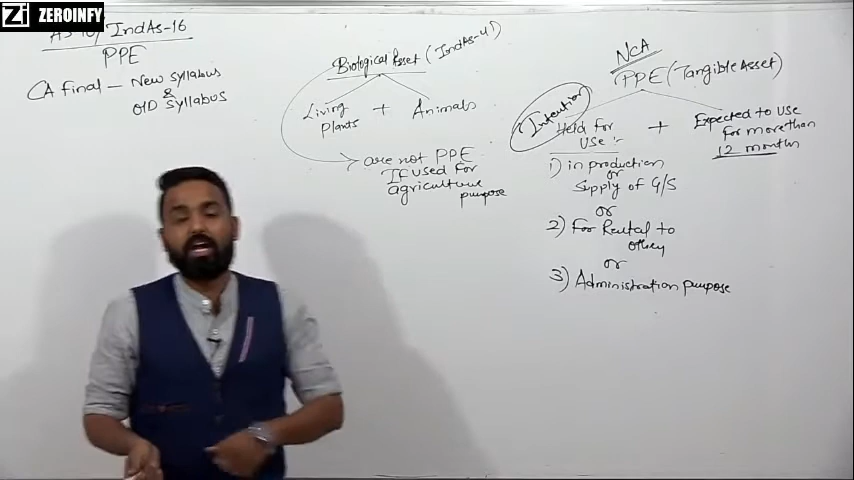 Zi ZEROINFY
AS 10/ IndAs-16
PPE
CA Final - New Syllabus
&
OlD Syllabus
Biological Asset (IndAs-41)
Living plants + Animals
are not PPE
IF used for
agriculture
purpose
NCA
PPE (Tangible Asset)
Intention
Held for
Use :-
+
Expected to use
for more than
12 months
1) in production
or
Supply of G/S
or
2) For Rental to
others
or
3) Administration purpose